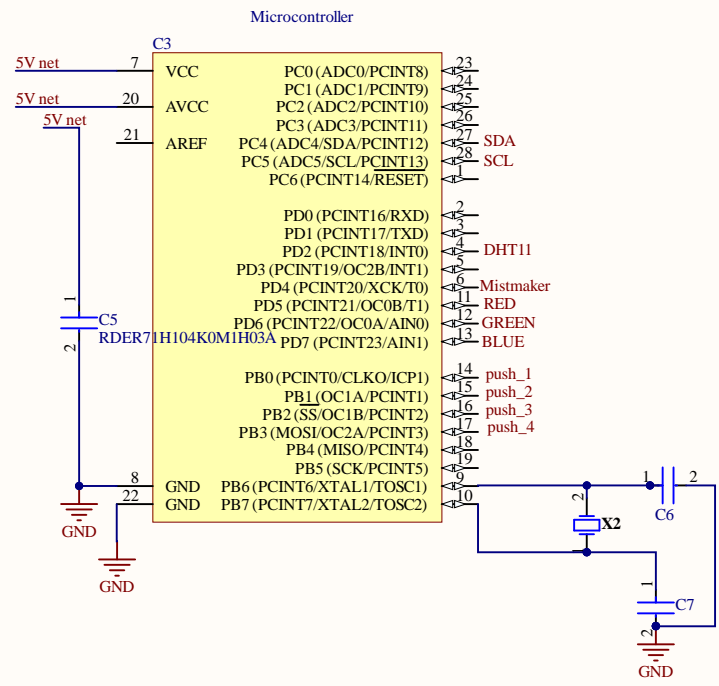 Microcontroller
C3
5V net 7 VCC PC0 (ADC0/PCINT8) 23
PC1 (ADC1/PCINT9) 24
5V net 20 AVCC PC2 (ADC2/PCINT10) 25
5V net PC3 (ADC3/PCINT11) 26
21 AREF PC4 (ADC4/SDA/PCINT12) 27 SDA
PC5 (ADC5/SCL/PCINT13) 28 SCL
PC6 (PCINT14/RESET) 1
PD0 (PCINT16/RXD) 2
PD1 (PCINT17/TXD) 3
PD2 (PCINT18/INT0) 4 DHT11
PD3 (PCINT19/OC2B/INT1) 5
PD4 (PCINT20/XCK/T0) 6 Mistmaker
1 PD5 (PCINT21/OC0B/T1) 11 RED
C5 PD6 (PCINT22/OC0A/AIN0) 12 GREEN
2 RDER71H104K0M1H03A PD7 (PCINT23/AIN1) 13 BLUE
PB0 (PCINT0/CLKO/ICP1) 14 push_1
PB1 (OC1A/PCINT1) 15 push_2
PB2 (SS/OC1B/PCINT2) 16 push_3
PB3 (MOSI/OC2A/PCINT3) 17 push_4
PB4 (MISO/PCINT4) 18
PB5 (SCK/PCINT5) 19
8 GND PB6 (PCINT6/XTAL1/TOSC1) 9 1 2
22 GND PB7 (PCINT7/XTAL2/TOSC2) 10 2 C6
GND X2
1
GND 1 C7
2
GND